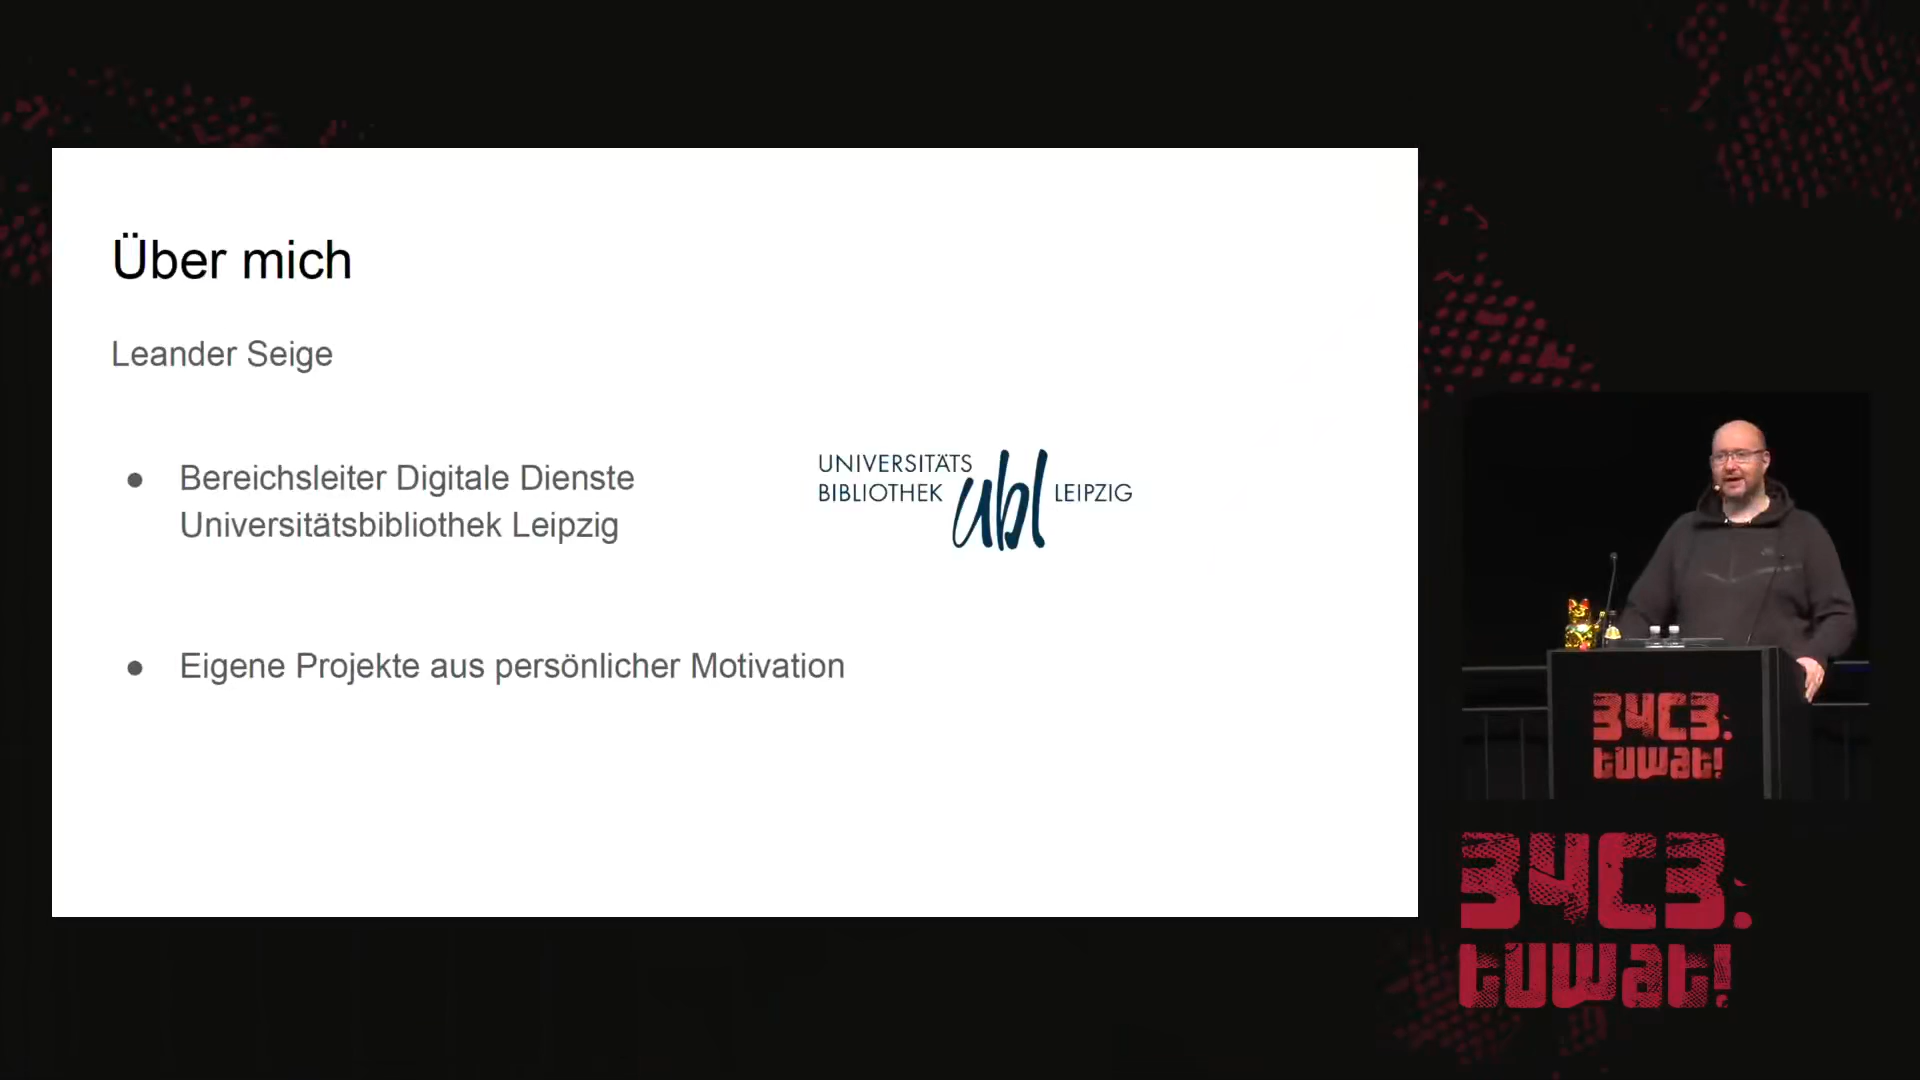 Über mich
Leander Seige
● Bereichsleiter Digitale Dienste
Universitätsbibliothek Leipzig
UNIVERSITÄTS
BIBLIOTHEK ubl LEIPZIG
● Eigene Projekte aus persönlicher Motivation
34C3.
tuwat!
34C3.
tuwat!